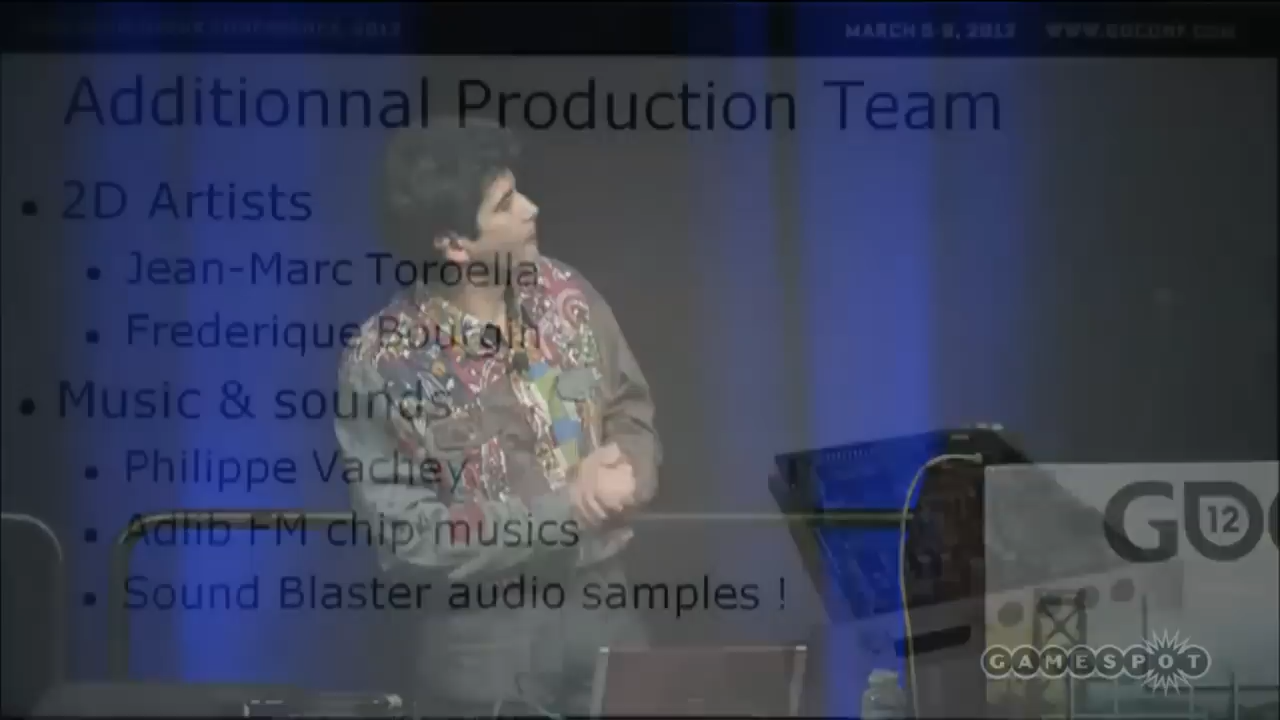 MARCH 5-9, 2012 WWW.GDCONF.COM
Additionnal Production Team
• 2D Artists
• Jean-Marc Toroella
• Frederique Bourgin
• Music & sounds
• Philippe Vachey
• Adlib FM chip musics
• Sound Blaster audio samples !
GDC
12
GAMESPOT